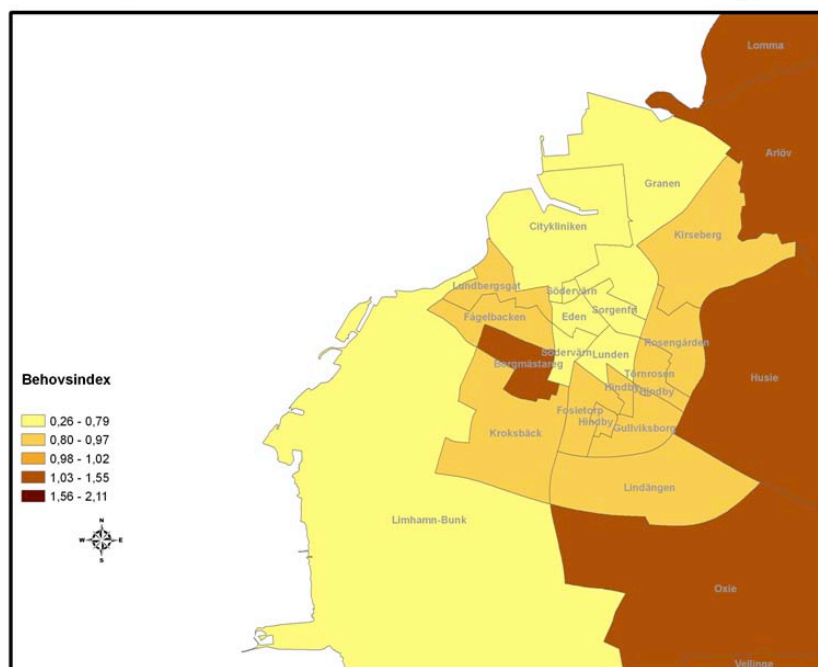 Lomma
Arlöv
Granen
Citykliniken
Kirseberg
Lundbergsgat
Södervärn
Sorgenfri
Fågelbacken
Eden
Rosengården
Södervärn
Lunden
Borgmästareg
Törnrosen
Hindby
Hindby
Husie
Fosietorp
Hindby
Gullviksborg
Kroksbäck
Lindängen
Limhamn-Bunk
Oxie
Vellinge
Behovsindex
0,26 - 0,79
0,80 - 0,97
0,98 - 1,02
1,03 - 1,55
1,56 - 2,11
N
W E
S